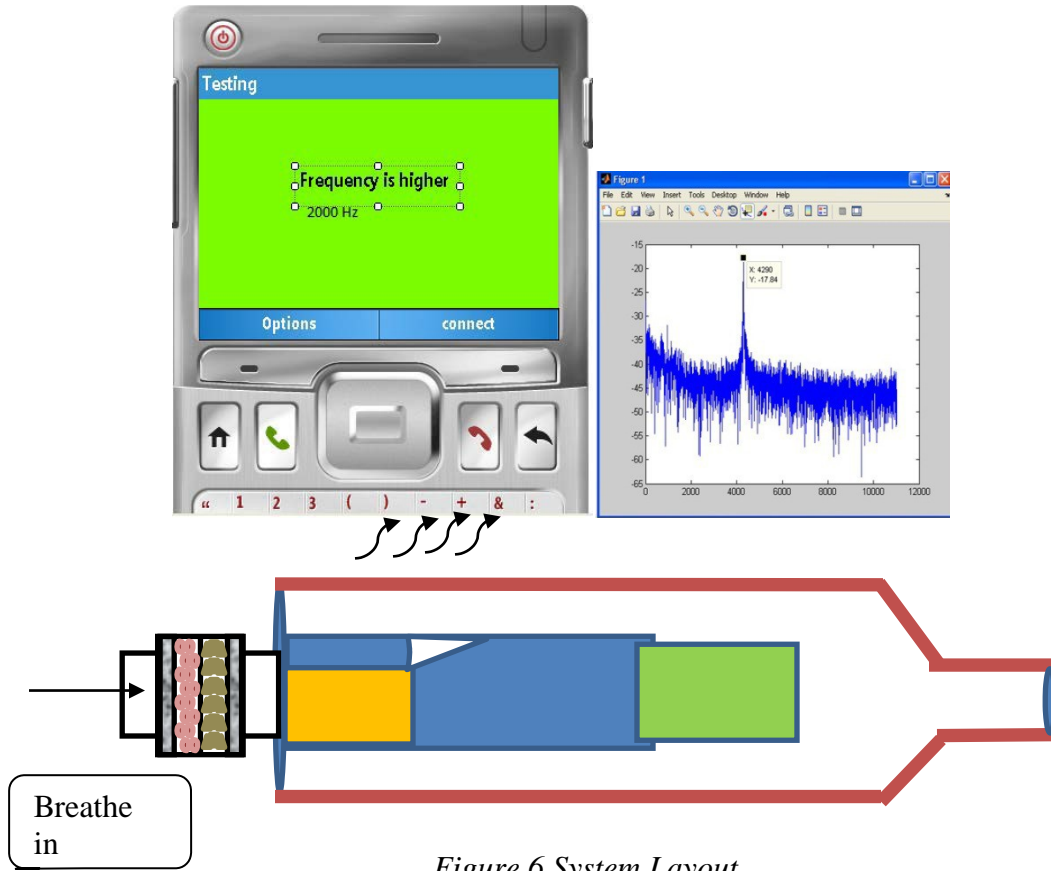 Testing
Frequency is higher
2000 Hz
Options connect
“ 1 2 3 ( ) - + & :
Figure 1
File Edit View Insert Tools Desktop Window Help
X: 4290
Y: -17.84
-15
-20
-25
-30
-35
-40
-45
-50
-55
-60
-65
0 2000 4000 6000 8000 10000 12000
Breathe
in
Figure 6 System Layout